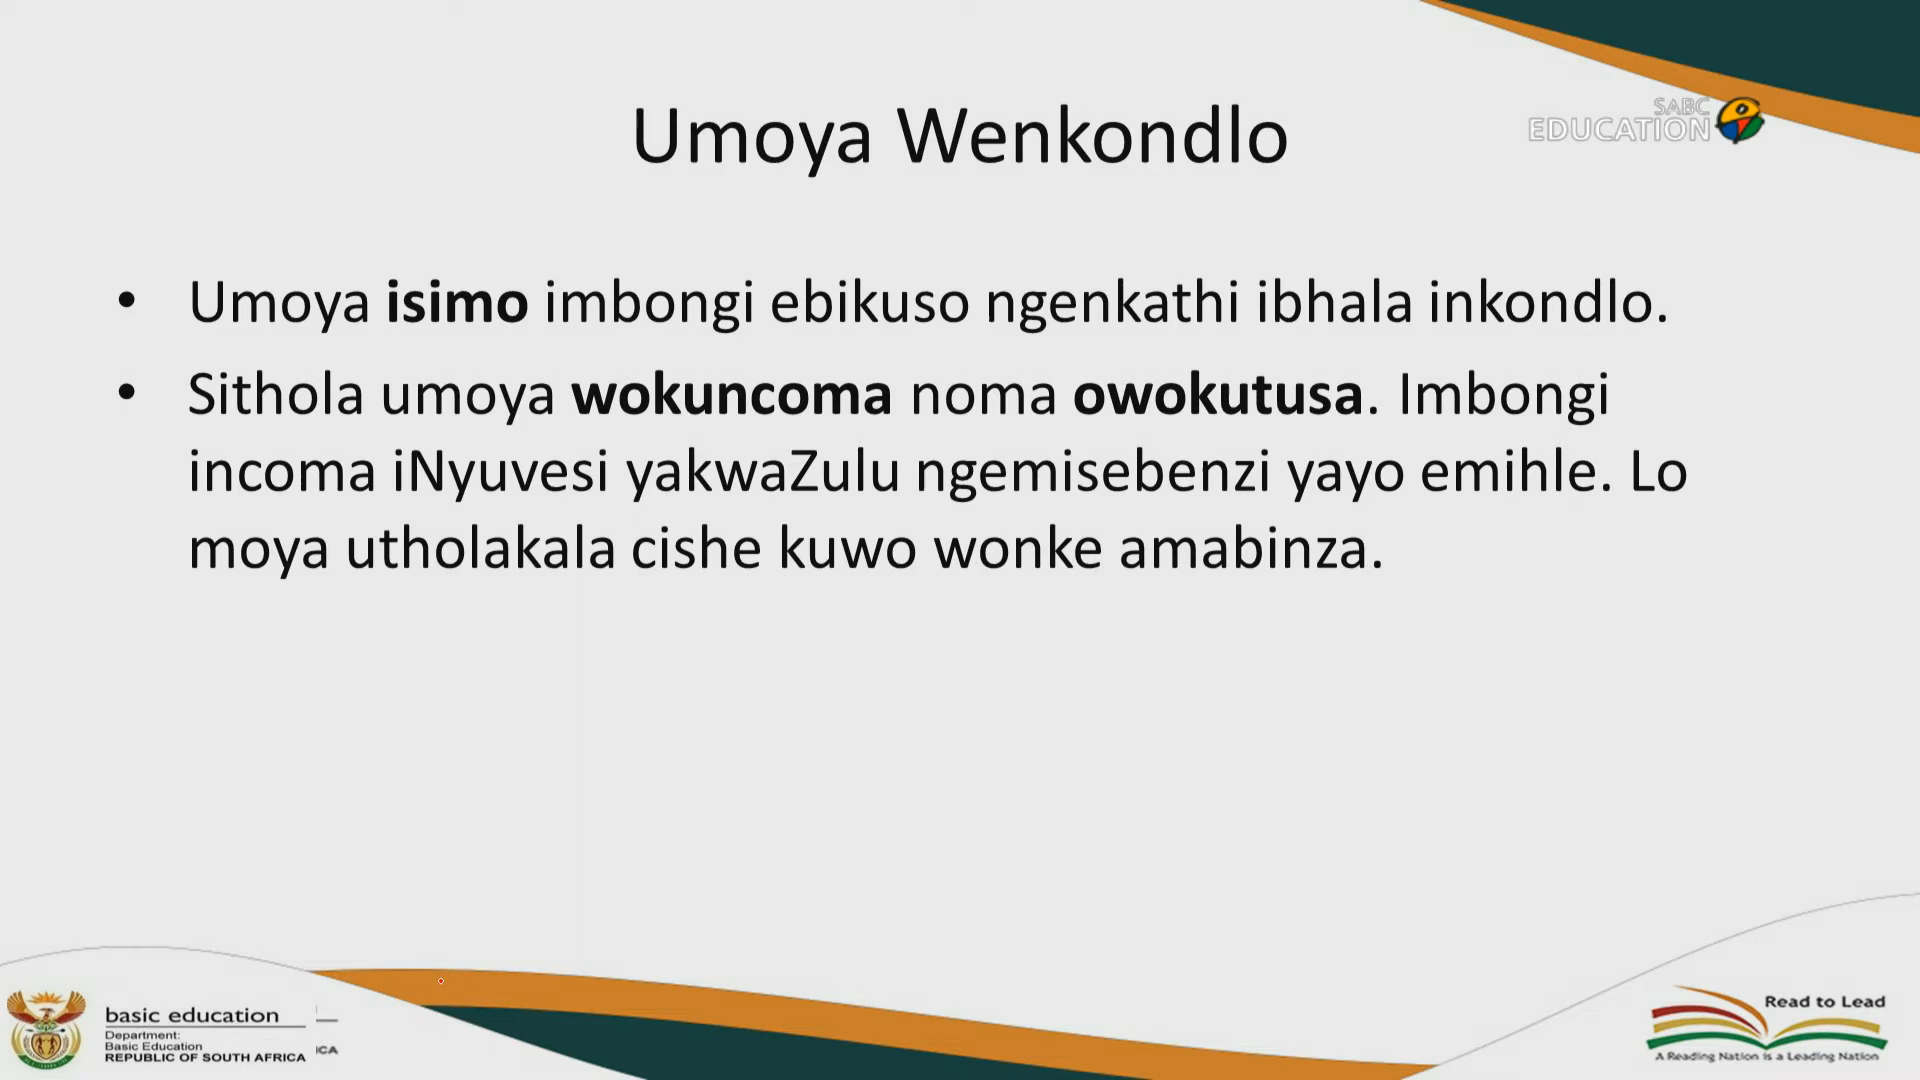 SABC
EDUCATION
Umoya Wenkondlo
• Umoya isimo imbongi ebikuso ngenkathi ibhala inkondlo.
• Sithola umoya wokuncoma noma owokutusa. Imbongi
incoma iNyuvesi yakwaZulu ngemisebenzi yayo emihle. Lo
moya utholakala cishe kuwo wonke amabinza.
basic education
Department:
Basic Education
REPUBLIC OF SOUTH AFRICA
ICA
Read to Lead
A Reading Nation is a Leading Nation